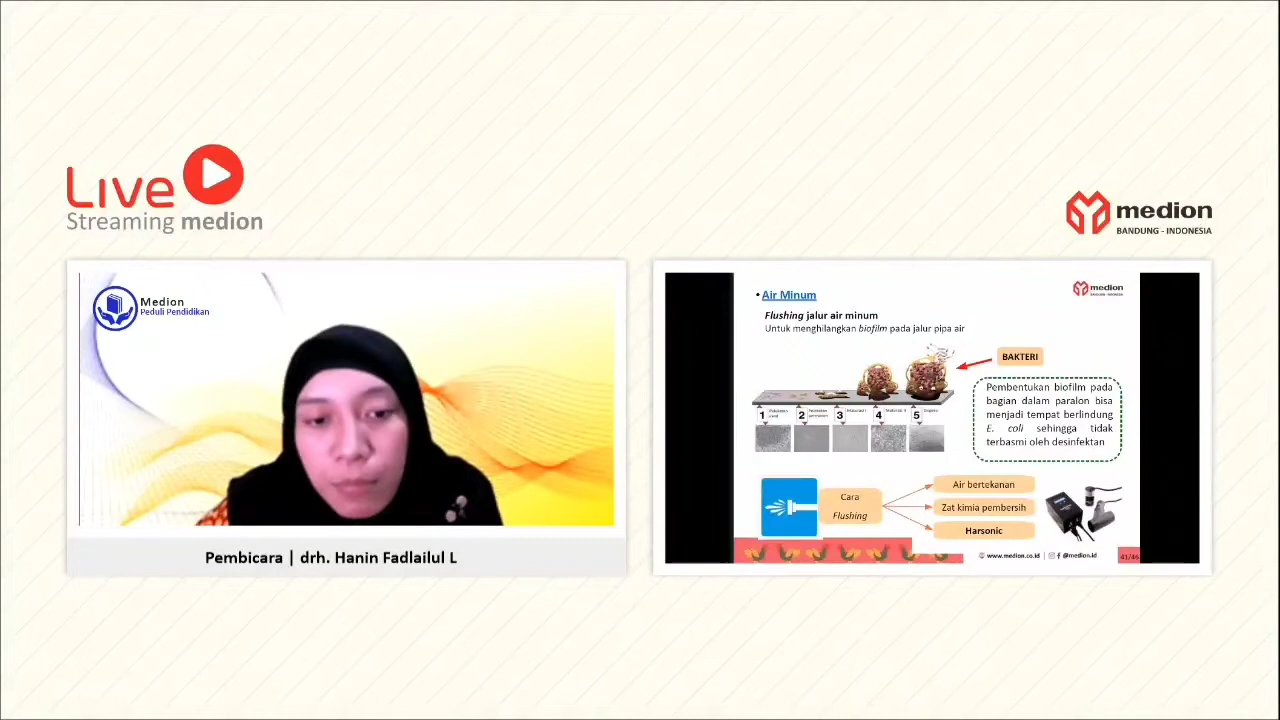 Live
Streaming medion
medion
BANDUNG - INDONESIA
Medion
Peduli Pendidikan
Pembicara | drh. Hanin Fadlailul L
medion
• Air Minum
Flushing jalur air minum
Untuk menghilangkan biofilm pada jalur pipa air
BAKTERI
Pembentukan biofilm pada
bagian dalam paralon bisa
menjadi tempat berlindung
E. coli sehingga tidak
terbasmi oleh desinfektan
1
2
3
4
5
Cara
Flushing
Air bertekanan
Zat kimia pembersih
Harsonic
www.medion.co.id | @medion.id
41/46